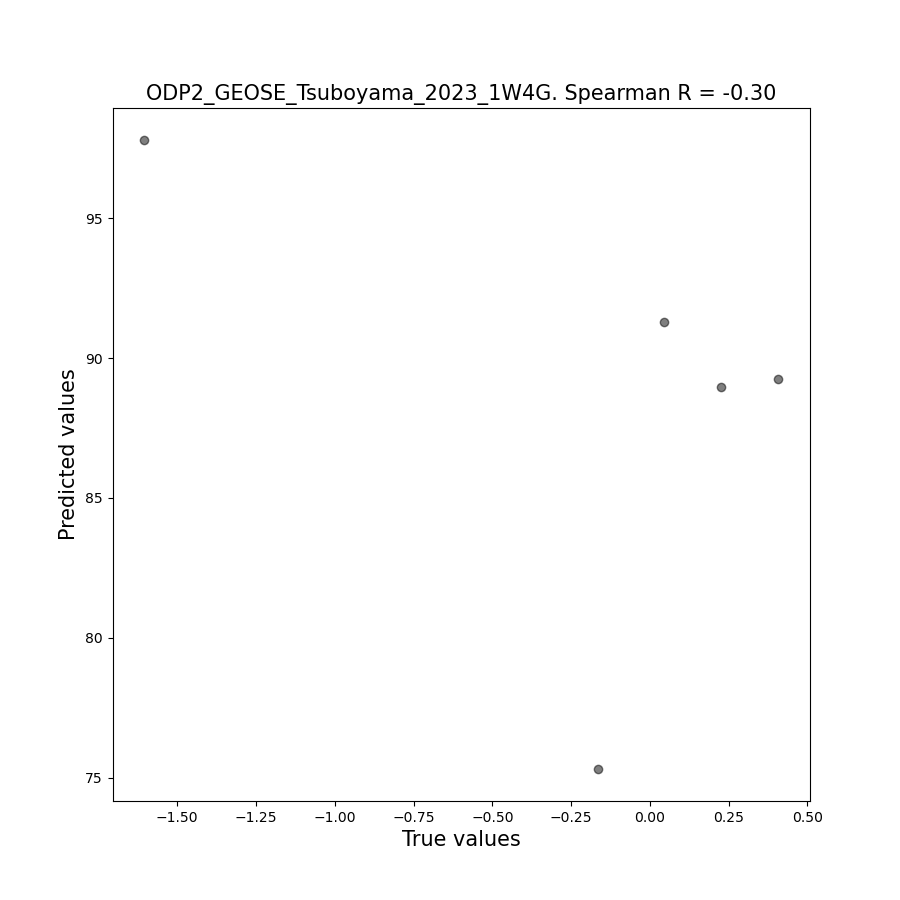 ODP2_GEOSE_Tsuboyama_2023_1W4G. Spearman R = -0.30
95
90
85
80
75
Predicted values
−1.50 −1.25 −1.00 −0.75 −0.50 −0.25 0.00 0.25 0.50
True values